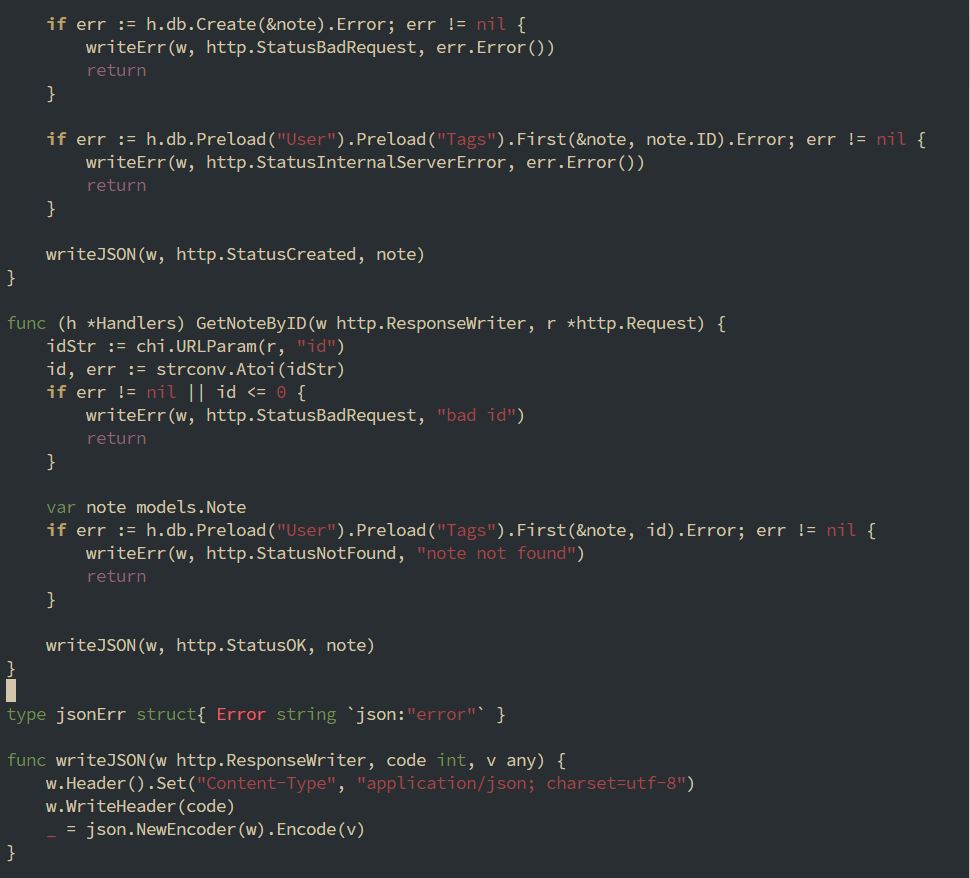 if err := h.db.Create(&note).Error; err != nil {
        writeErr(w, http.StatusBadRequest, err.Error())
        return
    }

    if err := h.db.Preload("User").Preload("Tags").First(&note, note.ID).Error; err != nil {
        writeErr(w, http.StatusInternalServerError, err.Error())
        return
    }

    writeJSON(w, http.StatusCreated, note)
}

func (h *Handlers) GetNoteByID(w http.ResponseWriter, r *http.Request) {
    idStr := chi.URLParam(r, "id")
    id, err := strconv.Atoi(idStr)
    if err != nil || id <= 0 {
        writeErr(w, http.StatusBadRequest, "bad id")
        return
    }

    var note models.Note
    if err := h.db.Preload("User").Preload("Tags").First(&note, id).Error; err != nil {
        writeErr(w, http.StatusNotFound, "note not found")
        return
    }

    writeJSON(w, http.StatusOK, note)
}

type jsonErr struct{ Error string `json:"error"` }

func writeJSON(w http.ResponseWriter, code int, v any) {
    w.Header().Set("Content-Type", "application/json; charset=utf-8")
    w.WriteHeader(code)
    _ = json.NewEncoder(w).Encode(v)
}